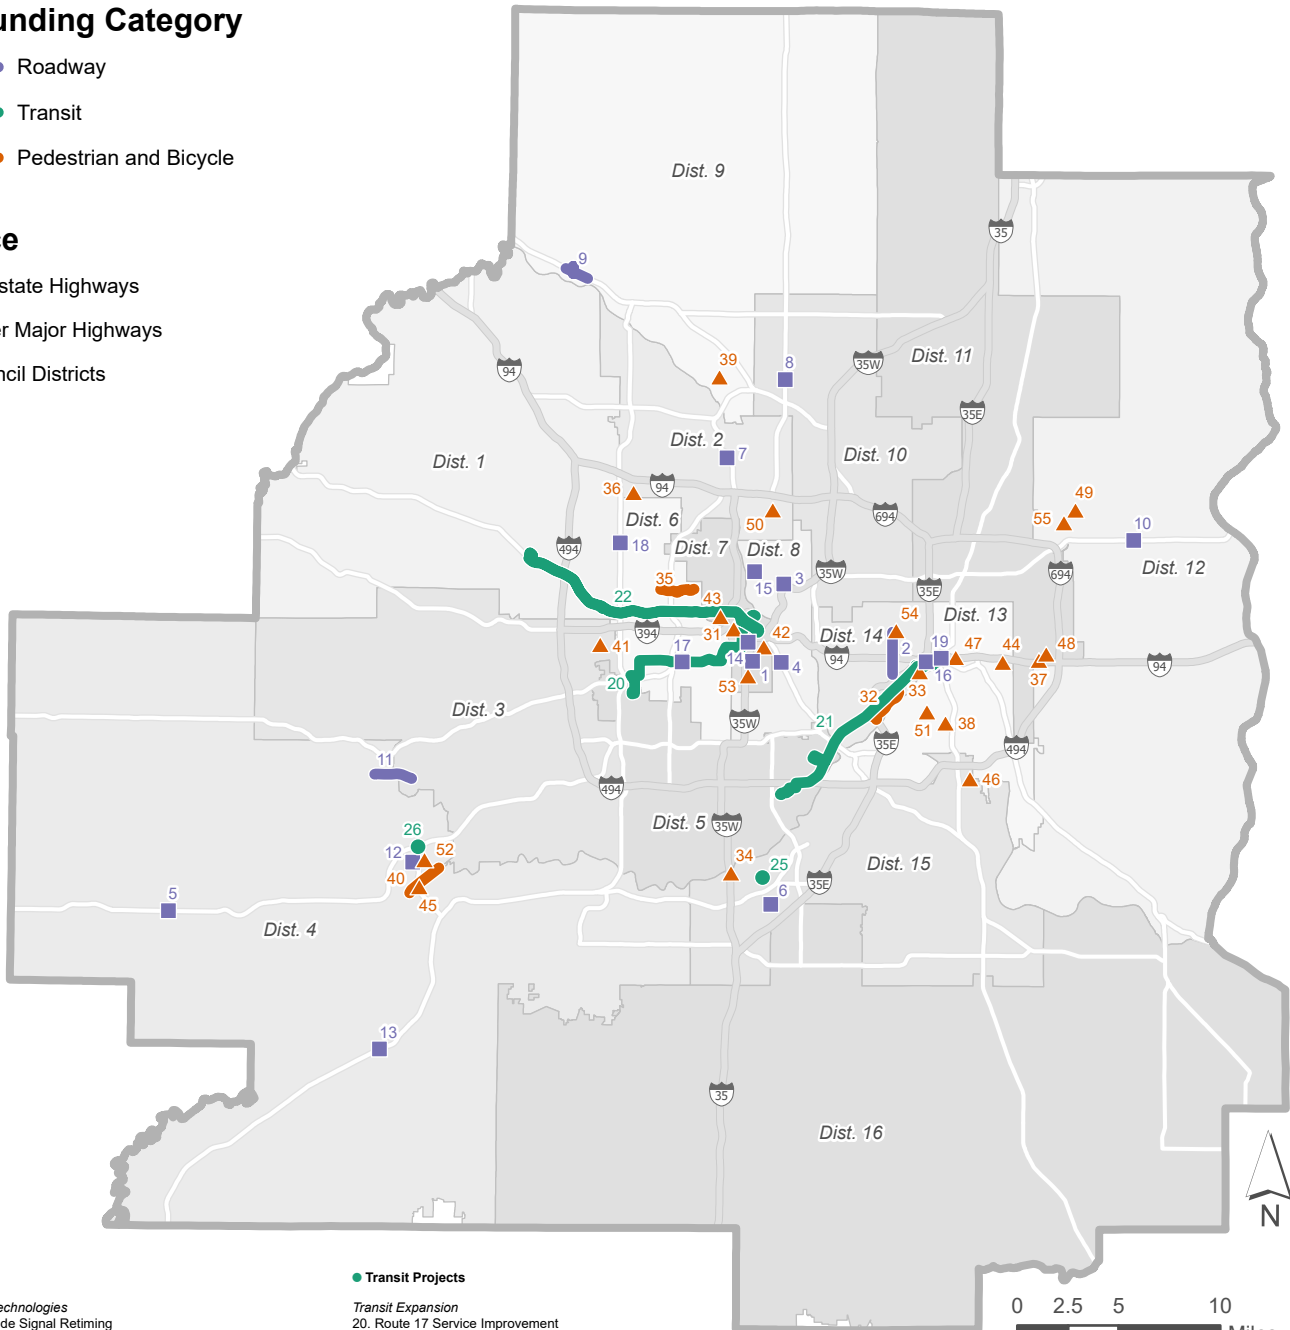 unding Category
Roadway
Transit
Pedestrian and Bicycle
e
state Highways
er Major Highways
ncil Districts
Dist. 9
35
9
39
8
35W
Dist. 11
94
35E
Dist. 2
7
Dist. 10
Dist. 1
36
94
49
50
694
55
10
Dist. 6
18
Dist. 7
Dist. 8
494
35W
694
Dist. 12
35
15
3
35E
22
43
54
Dist. 13
394
31
42
Dist. 14
2
19
47
44
48
41
17
14
1
4
94
16
37
94
20
53
32
33
Dist. 3
35W
21
51
38
35E
494
11
494
46
26
Dist. 5
35W
12
52
34
25
Dist. 15
40
45
35E
5
6
Dist. 4
13
35
Dist. 16
N
Transit Projects
echnologies
de Signal Retiming
Transit Expansion
20. Route 17 Service Improvement
0 2.5 5 10
Miles